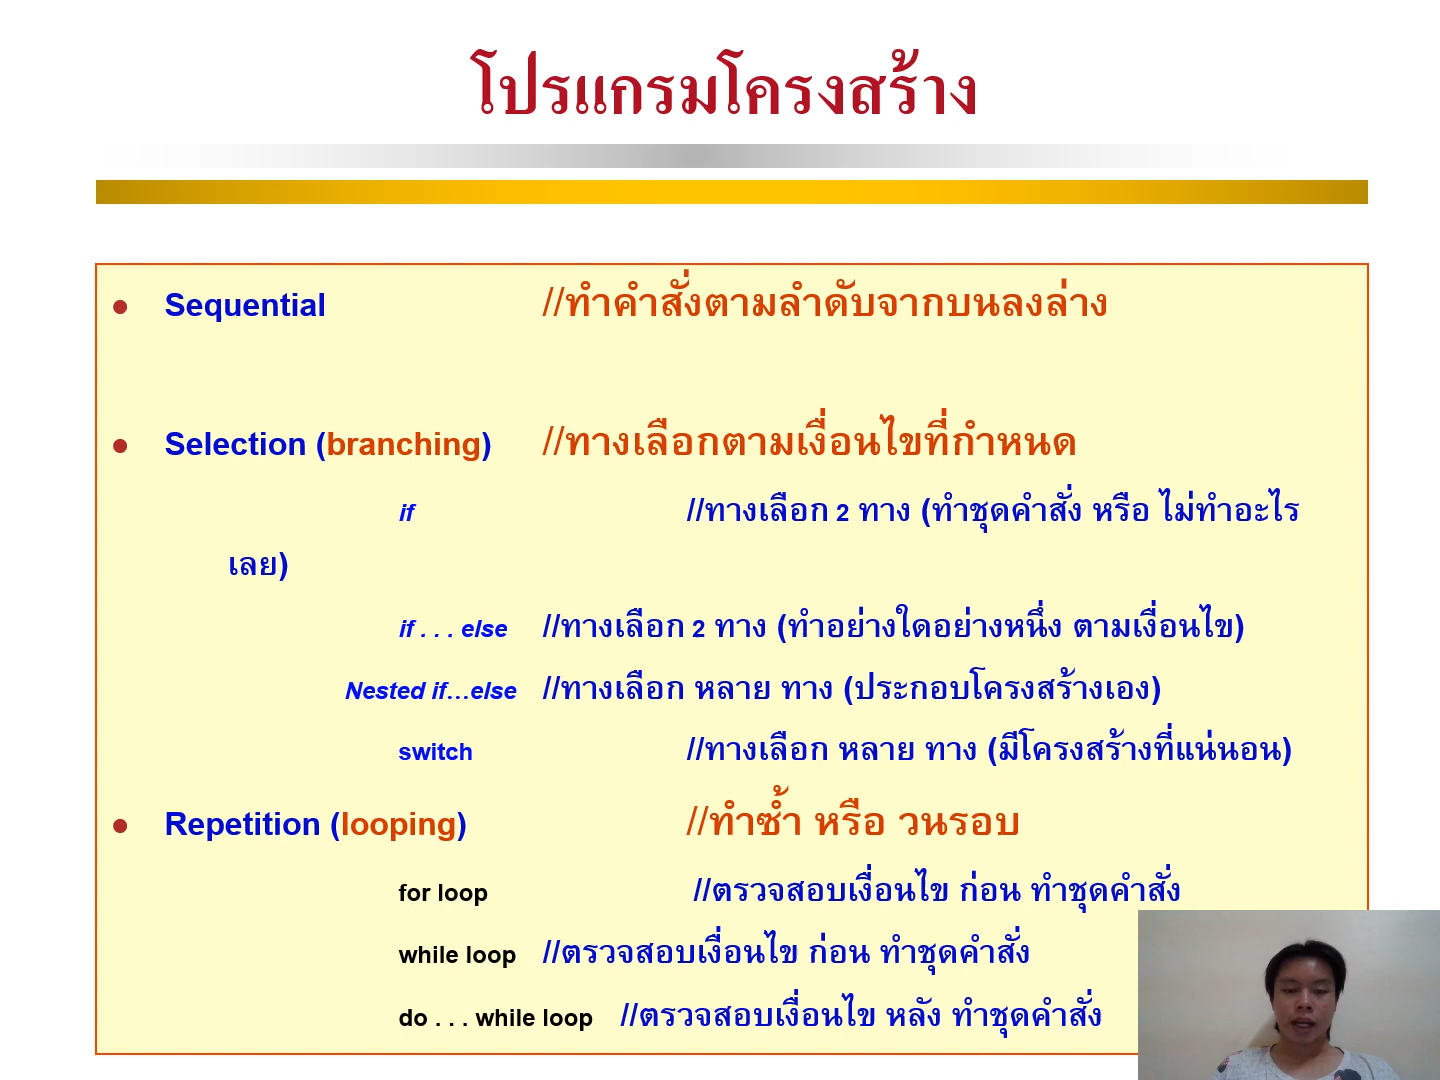 โปรแกรมโครงสร้าง
Sequential //ทำคำสั่งตามลำดับจากบนลงล่าง
Selection (branching) //ทางเลือกตามเงื่อนไขที่กำหนด
if //ทางเลือก 2 ทาง (ทำชุดคำสั่ง หรือ ไม่ทำอะไร
เลย)
if . . . else //ทางเลือก 2 ทาง (ทำอย่างใดอย่างหนึ่ง ตามเงื่อนไข)
Nested if…else //ทางเลือก หลาย ทาง (ประกอบโครงสร้างเอง)
switch //ทางเลือก หลาย ทาง (มีโครงสร้างที่แน่นอน)
Repetition (looping) //ทำซ้ำ หรือ วนรอบ
for loop //ตรวจสอบเงื่อนไข ก่อน ทำชุดคำสั่ง
while loop //ตรวจสอบเงื่อนไข ก่อน ทำชุดคำสั่ง
do . . . while loop //ตรวจสอบเงื่อนไข หลัง ทำชุดคำสั่ง